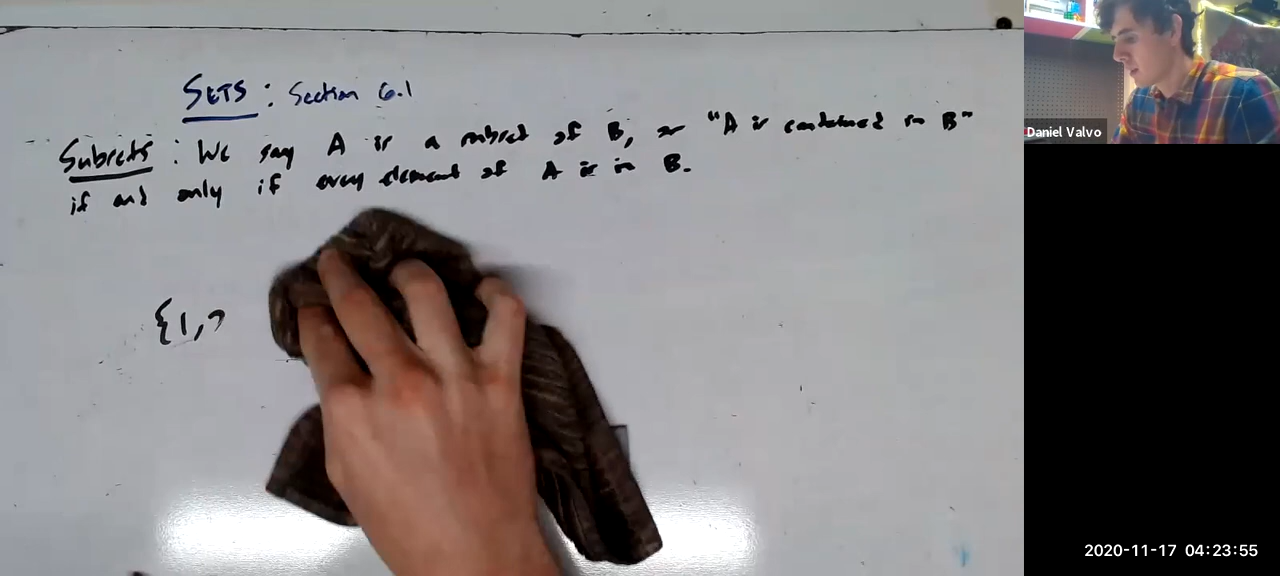 SETS: Section 6.1
Subsets: We say A is a subset of B, or "A is contained in B"
if and only if every element of A is in B.
{1,
Daniel Valvo
2020-11-17 04:23:55